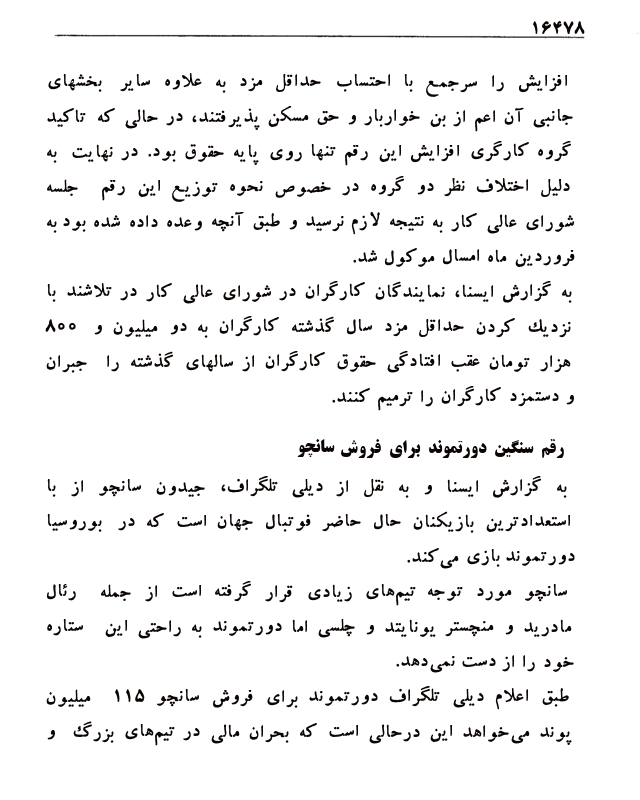 ۱۶۴۷۸
افزایش را سرجمع با احتساب حداقل مزد به علاوه سایر بخشهای
جانبی آن اعم از بن خواربار و حق مسکن پذیرفتند، در حالی که تاکید
گروه کارگری افزایش این رقم تنها روی پایه حقوق بود. در نهایت به
دلیل اختلاف نظر دو گروه در خصوص نحوه توزیع این رقم جلسه
شورای عالی کار به نتیجه لازم نرسید و طبق آنچه وعده داده شده بود به
فروردین ماه امسال موکول شد.
به گزارش ایسنا، نمایندگان کارگران در شورای عالی کار در تلاشند با
نزدیك کردن حداقل مزد سال گذشته کارگران به دو میلیون و ۸۰۰
هزار تومان عقب افتادگی حقوق کارگران از سالهای گذشته را جبران
و دستمزد کارگران را ترمیم کنند.
رقم سنگین دورتموند برای فروش سانچو
به گزارش ایسنا و به نقل از دیلی تلگراف، جیدون سانچو از با
استعدادترین بازیکنان حال حاضر فوتبال جهان است که در بوروسیا
دورتموند بازی می‌کند.
سانچو مورد توجه تیم‌های زیادی قرار گرفته است از جمله رئال
مادرید و منچستر یونایتد و چلسی اما دورتموند به راحتی این ستاره
خود را از دست نمی‌دهد.
طبق اعلام دیلی تلگراف دورتموند برای فروش سانچو ۱۱۵ میلیون
پوند می‌خواهد این درحالی است که بحران مالی در تیم‌های بزرگ و